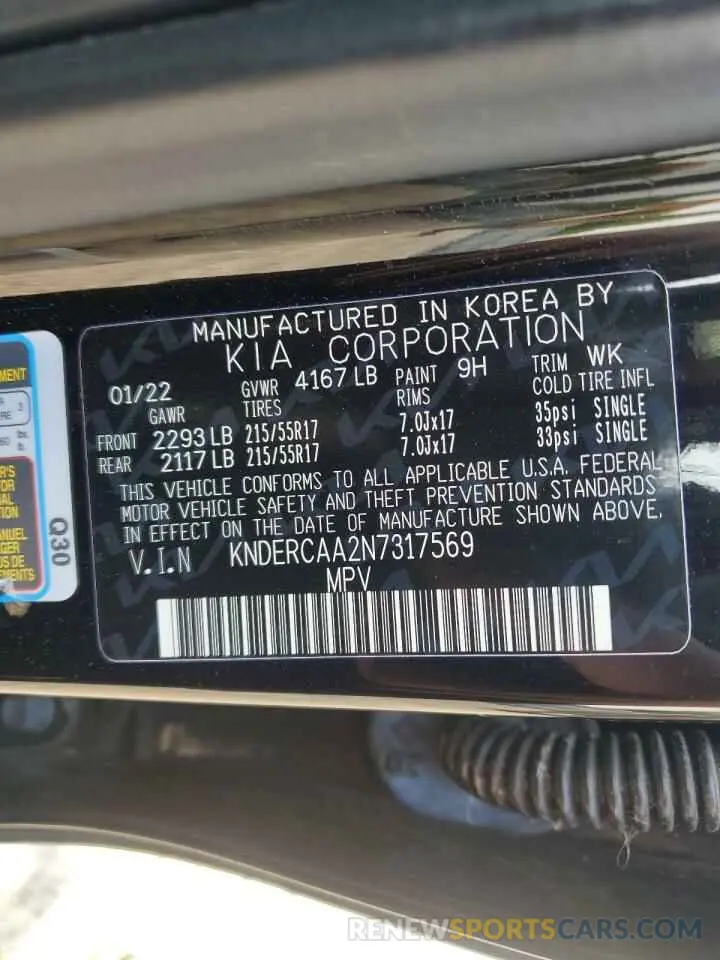 MANUFACTURED IN KOREA BY
KIA CORPORATION
01/22 GVWR 4167 LB PAINT 9H TRIM WK
GAWR TIRES RIMS COLD TIRE INFL
FRONT 2293 LB 215/55R17 7.0Jx17 35psi SINGLE
REAR 2117 LB 215/55R17 7.0Jx17 33psi SINGLE
THIS VEHICLE CONFORMS TO ALL APPLICABLE U.S.A. FEDERAL
MOTOR VEHICLE SAFETY AND THEFT PREVENTION STANDARDS
IN EFFECT ON THE DATE OF MANUFACTURE SHOWN ABOVE.
V.I.N KNDERCAA2N7317569
MPV
Q30
RENEWSPORTSCARS.COM